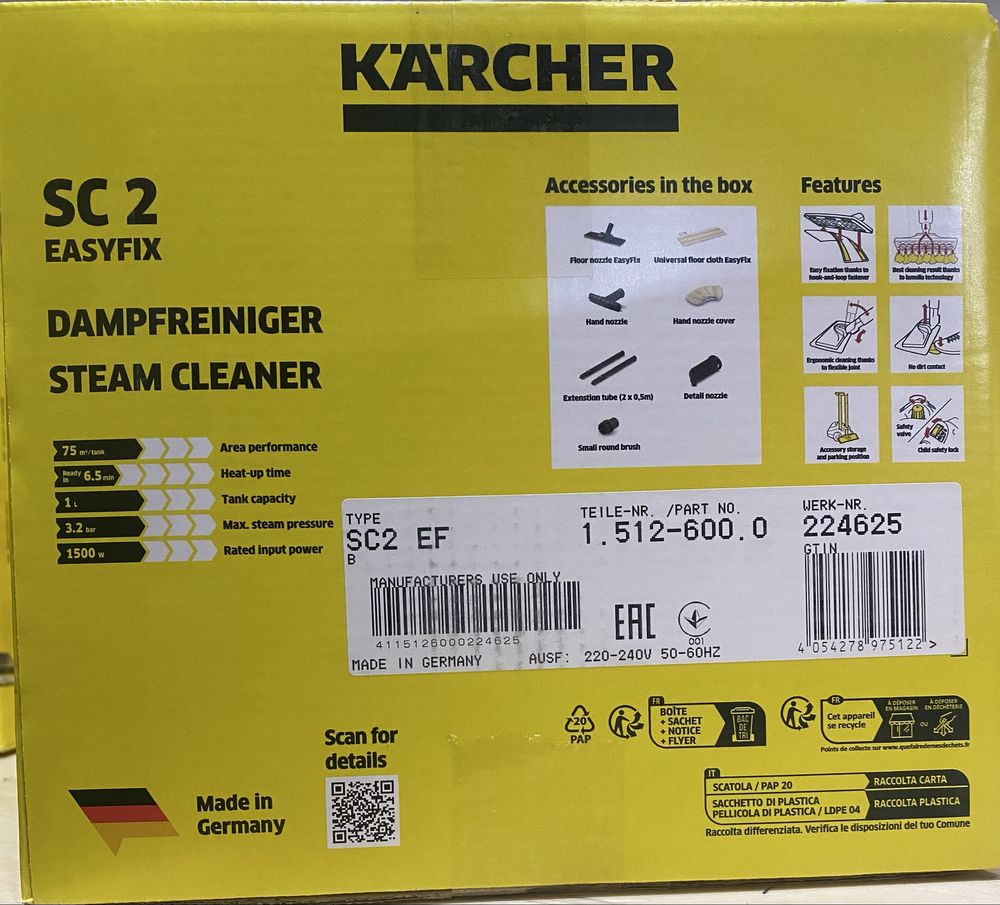 KÄRCHER
SC 2
EASYFIX
DAMPFREINIGER
STEAM CLEANER
75 m²/tank Area performance
Ready in 6.5 min Heat-up time
1 L Tank capacity
3.2 bar Max. steam pressure
1500 W Rated input power
Accessories in the box
Floor nozzle EasyFix
Universal floor cloth EasyFix
Hand nozzle
Hand nozzle cover
Extenstion tube (2 x 0,5m)
Detail nozzle
Small round brush
Features
Easy fixation thanks
to hook-and-loop fastener
Best cleaning result thanks
to lamella technology
Ergonomic cleaning thanks
to flexible joint
No dirt contact
Accessory storage
and parking position
Safety
valve
Child safety lock
TYPE
SC2 EF
B
TEILE-NR. /PART NO.
1.512-600.0
WERK-NR.
224625
GTIN
MANUFACTURERS USE ONLY
4115126000224625
EAC
001
4 054278 975122 >
MADE IN GERMANY
AUSF: 220-240V 50-60HZ
Scan for
details
Made in
Germany
20
PAP
FR
BOÎTE
+ SACHET
+ NOTICE
+ FLYER
BAC
DE
TRI
FR
Cet appareil
se recycle
À DÉPOSER
EN MAGASIN
OU
À DÉPOSER
EN DÉCHÈTERIE
Points de collecte sur www.quefairedemesdechets.fr
IT
SCATOLA / PAP 20
RACCOLTA CARTA
SACCHETTO DI PLASTICA
PELLICOLA DI PLASTICA / LDPE 04
RACCOLTA PLASTICA
Raccolta differenziata. Verifica le disposizioni del tuo Comune